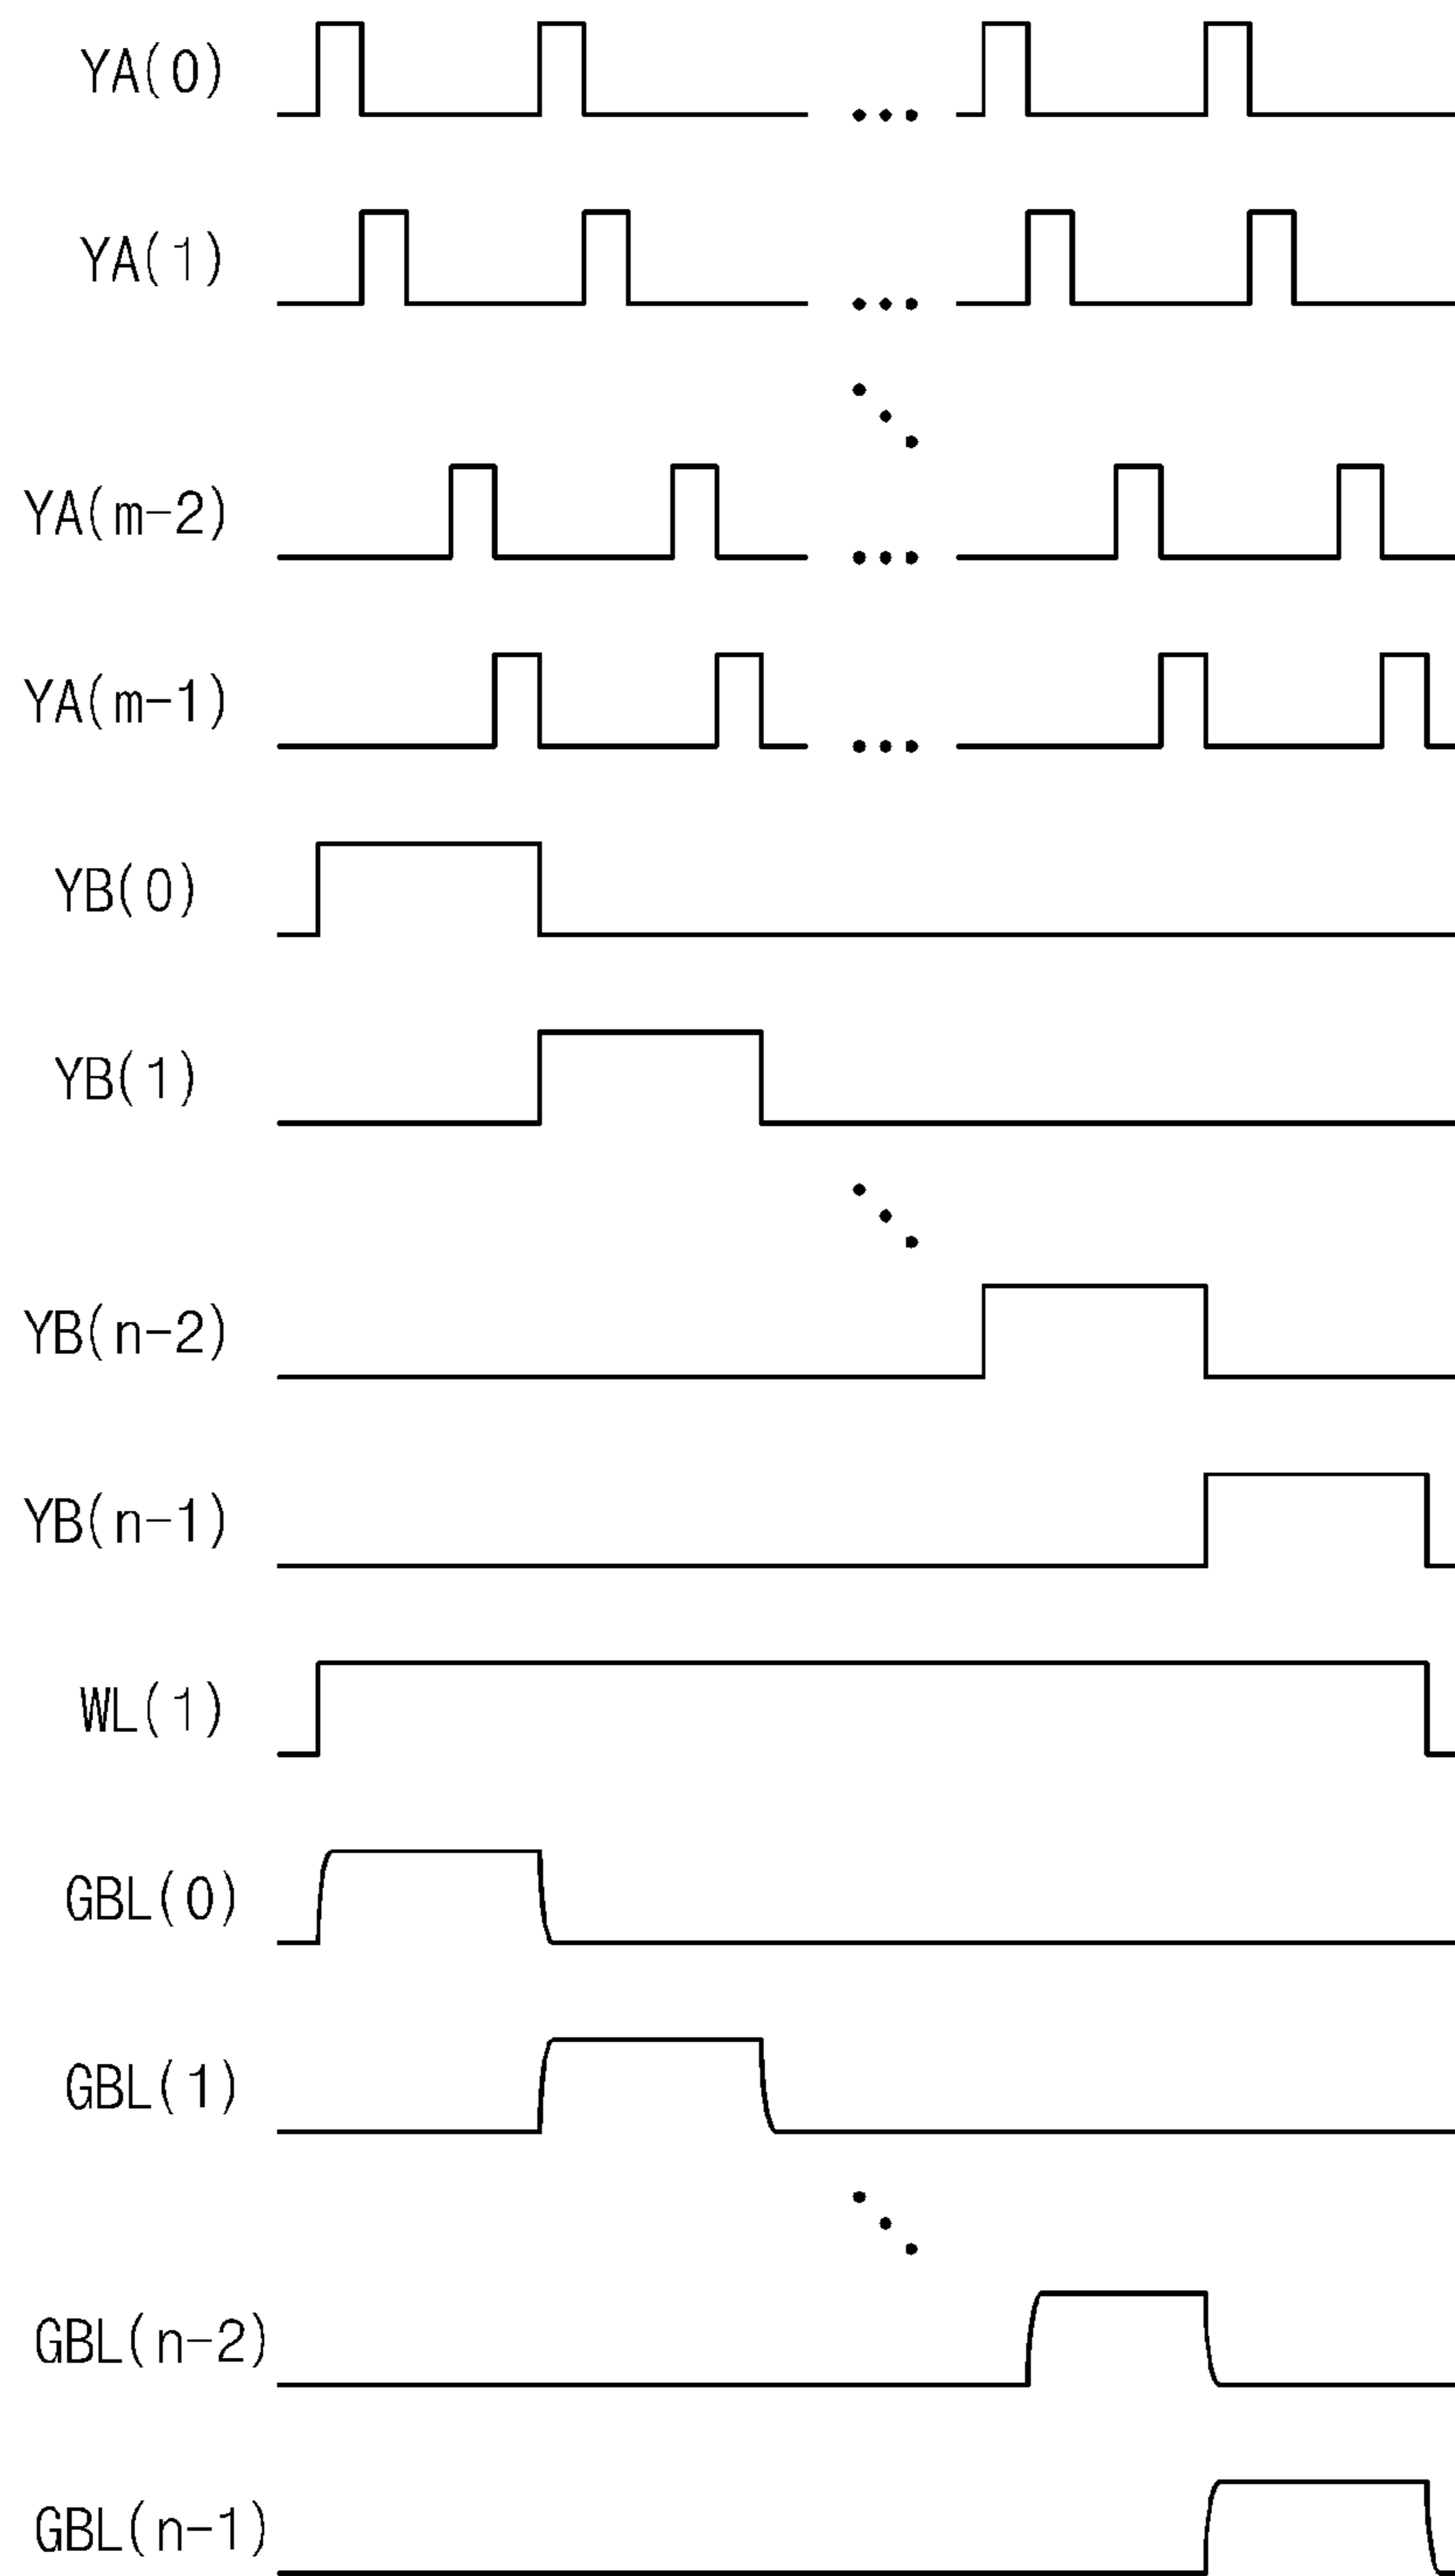 YA(0)
YA(1)
YA(m-2)
YA(m-1)
YB(0)
YB(1)
YB(n-2)
YB(n-1)
WL(1)
GBL(0)
GBL(1)
GBL(n-2)
GBL(n-1)